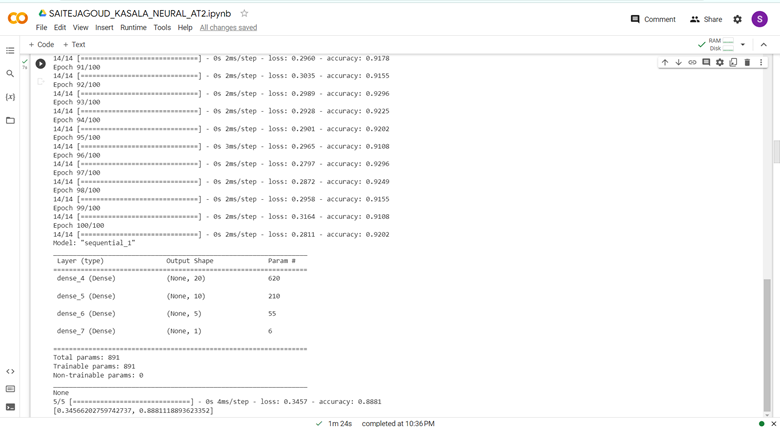 SAITEJAGOUD_KASALA_NEURAL_AT2.ipynb
File Edit View Insert Runtime Tools Help All changes saved
Comment Share S
+ Code + Text
RAM
Disk
7s
14/14 [==============================] - 0s 2ms/step - loss: 0.2960 - accuracy: 0.9178
Epoch 91/100
14/14 [==============================] - 0s 2ms/step - loss: 0.3035 - accuracy: 0.9155
Epoch 92/100
14/14 [==============================] - 0s 2ms/step - loss: 0.2989 - accuracy: 0.9296
Epoch 93/100
14/14 [==============================] - 0s 2ms/step - loss: 0.2928 - accuracy: 0.9225
Epoch 94/100
14/14 [==============================] - 0s 2ms/step - loss: 0.2901 - accuracy: 0.9202
Epoch 95/100
14/14 [==============================] - 0s 3ms/step - loss: 0.2965 - accuracy: 0.9108
Epoch 96/100
14/14 [==============================] - 0s 2ms/step - loss: 0.2797 - accuracy: 0.9296
Epoch 97/100
14/14 [==============================] - 0s 2ms/step - loss: 0.2872 - accuracy: 0.9249
Epoch 98/100
14/14 [==============================] - 0s 2ms/step - loss: 0.2958 - accuracy: 0.9155
Epoch 99/100
14/14 [==============================] - 0s 2ms/step - loss: 0.3164 - accuracy: 0.9108
Epoch 100/100
14/14 [==============================] - 0s 2ms/step - loss: 0.2811 - accuracy: 0.9202
Model: "sequential_1"
_________________________________________________________________
Layer (type) Output Shape Param #
=================================================================
dense_4 (Dense) (None, 20) 620
dense_5 (Dense) (None, 10) 210
dense_6 (Dense) (None, 5) 55
dense_7 (Dense) (None, 1) 6
=================================================================
Total params: 891
Trainable params: 891
Non-trainable params: 0
_________________________________________________________________
None
5/5 [==============================] - 0s 4ms/step - loss: 0.3457 - accuracy: 0.8881
[0.34566202759742737, 0.8881118893623352]
1m 24s completed at 10:36 PM